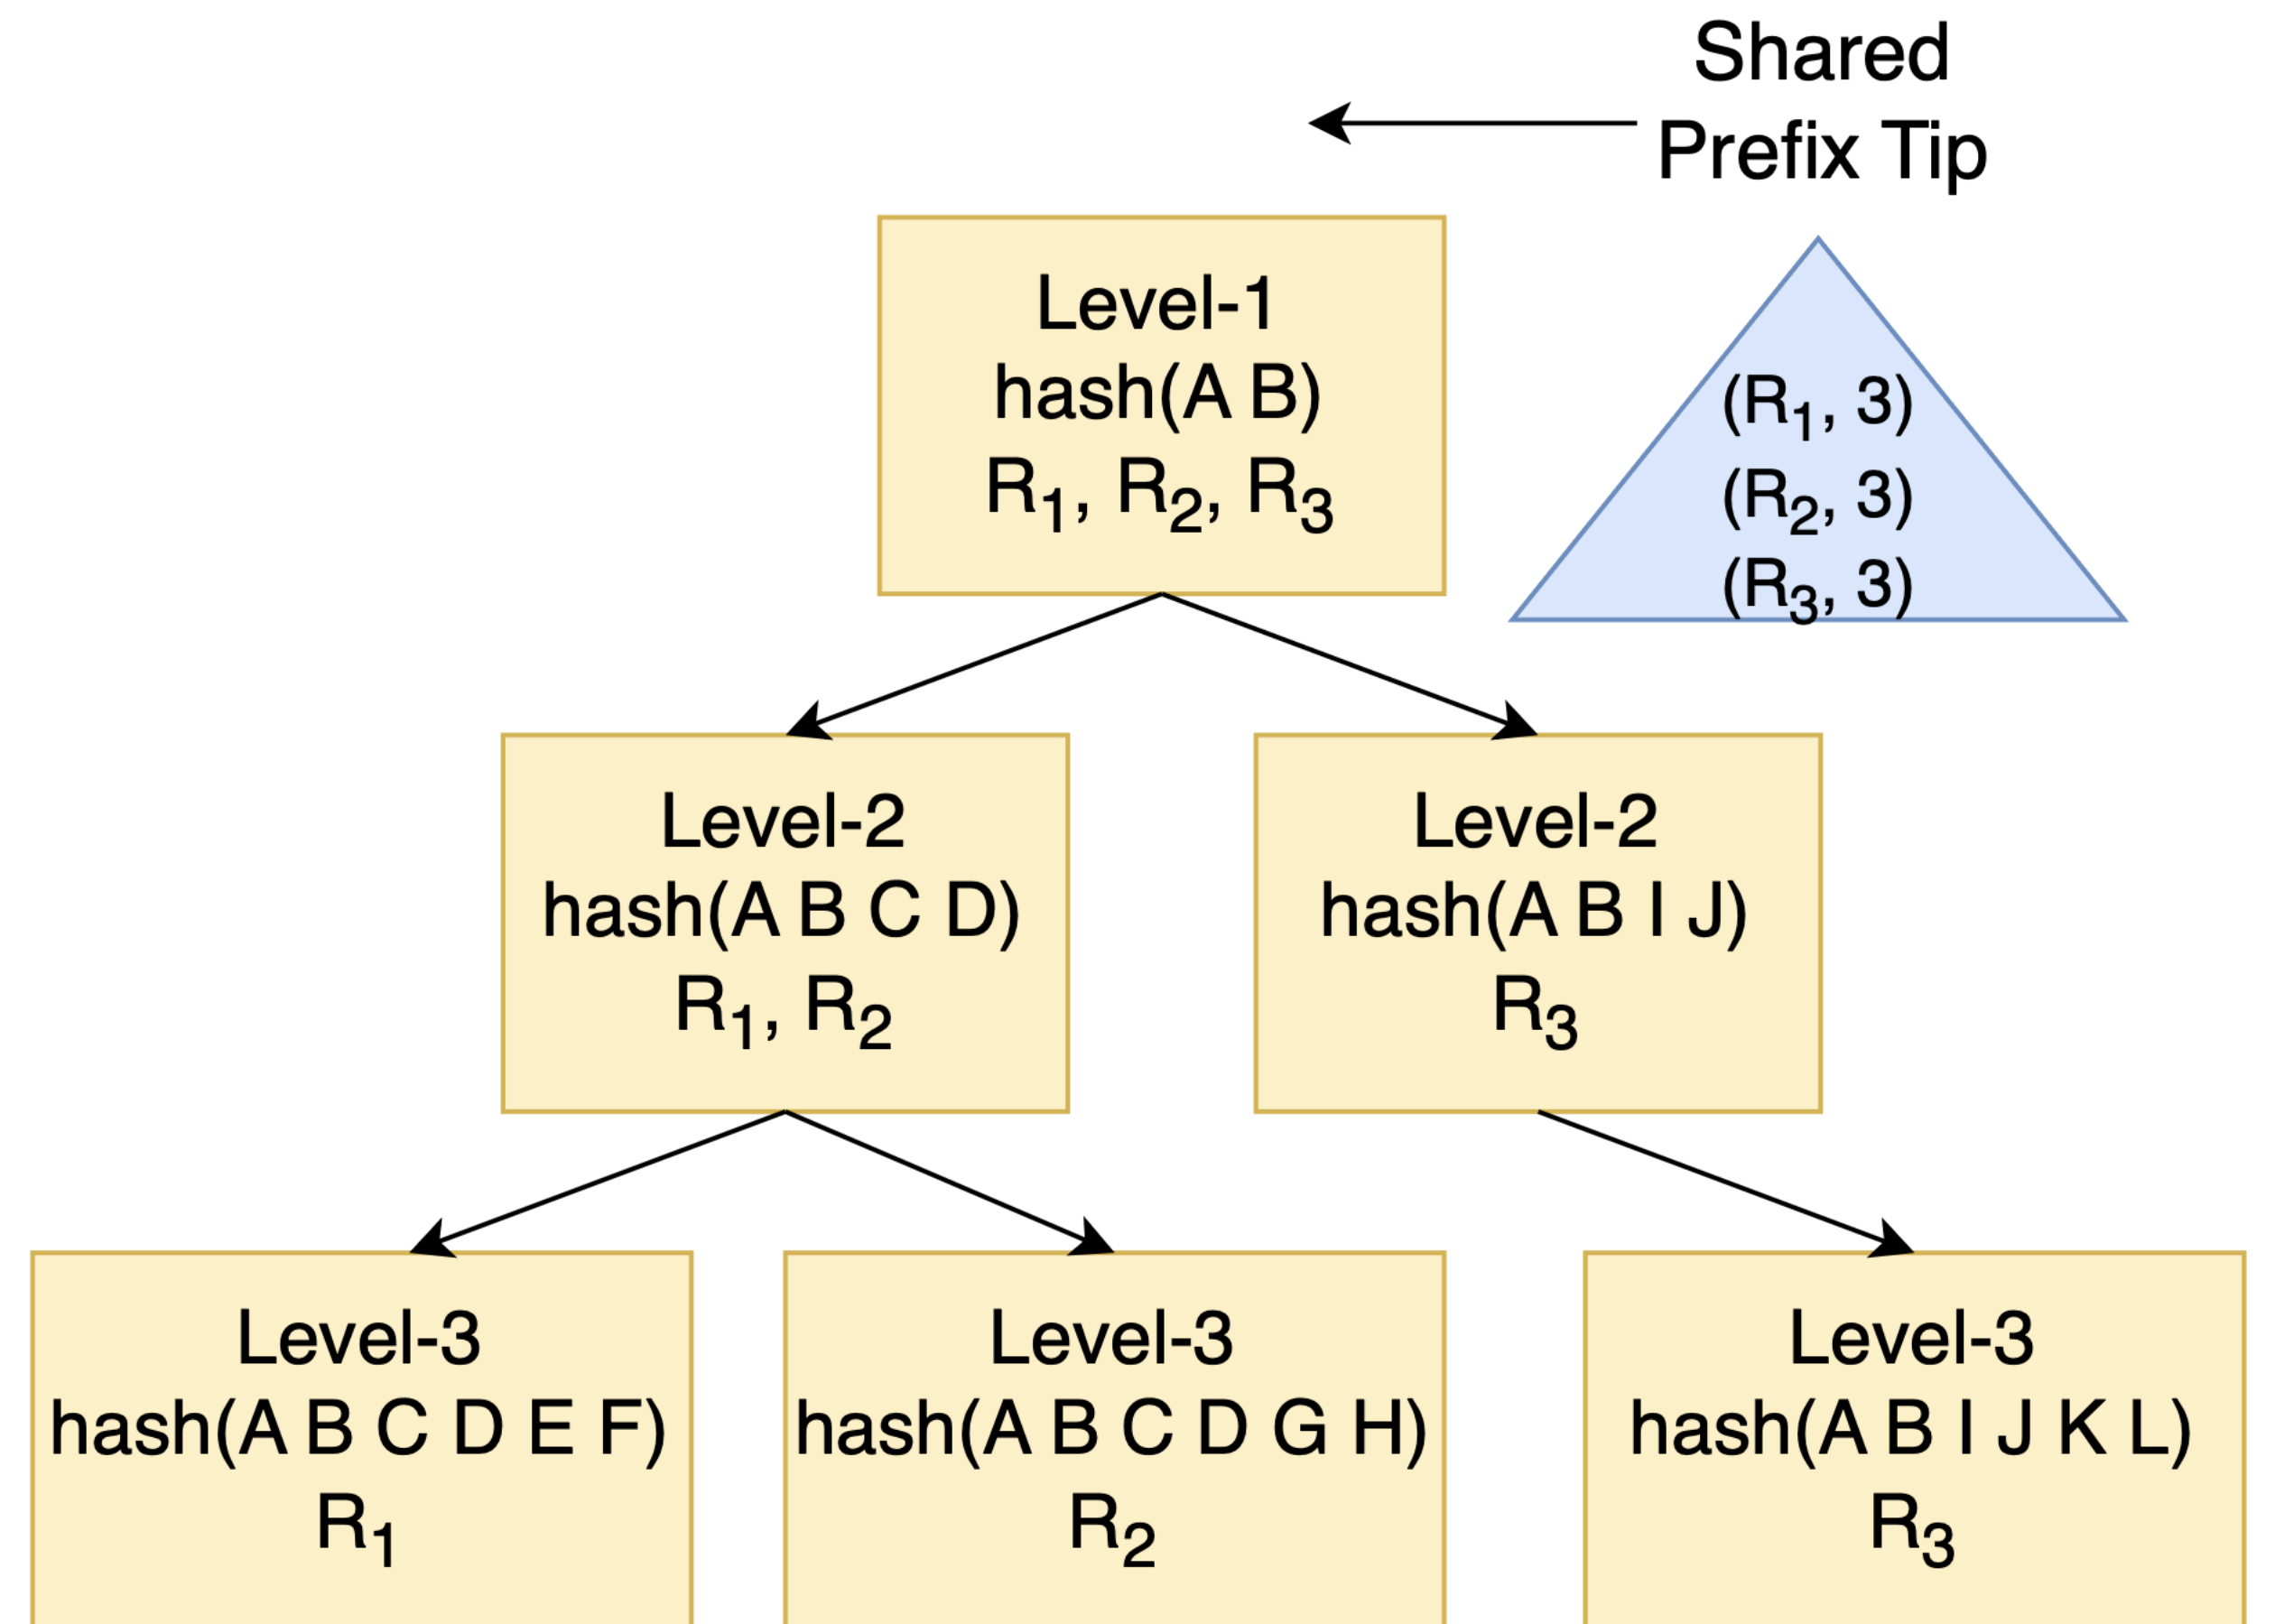 Shared
Prefix Tip
Level-1
hash(A B)
R₁, R₂, R₃
(R₁, 3)
(R₂, 3)
(R₃, 3)
Level-2
hash(A B C D)
R₁, R₂
Level-2
hash(A B I J)
R₃
Level-3
hash(A B C D E F)
R₁
Level-3
hash(A B C D G H)
R₂
Level-3
hash(A B I J K L)
R₃